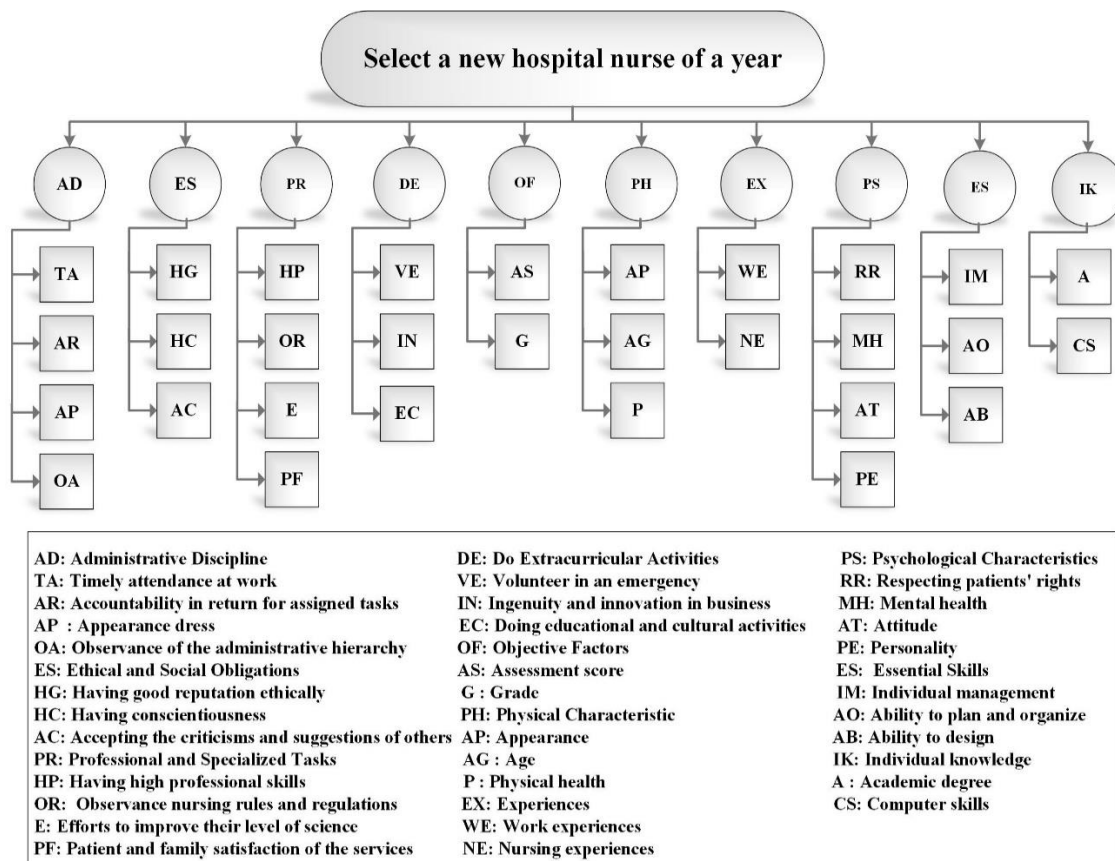 Select a new hospital nurse of a year
AD
ES
PR
DE
OF
PH
EX
PS
ES
IK
TA
AR
AP
OA
HG
HC
AC
HP
OR
E
PF
VE
IN
EC
AS
G
AP
AG
P
WE
NE
RR
MH
AT
PE
IM
AO
AB
A
CS
AD: Administrative Discipline
TA: Timely attendance at work
AR: Accountability in return for assigned tasks
AP : Appearance dress
OA: Observance of the administrative hierarchy
ES: Ethical and Social Obligations
HG: Having good reputation ethically
HC: Having conscientiousness
AC: Accepting the criticisms and suggestions of others
PR: Professional and Specialized Tasks
HP: Having high professional skills
OR: Observance nursing rules and regulations
E: Efforts to improve their level of science
PF: Patient and family satisfaction of the services
DE: Do Extracurricular Activities
VE: Volunteer in an emergency
IN: Ingenuity and innovation in business
EC: Doing educational and cultural activities
OF: Objective Factors
AS: Assessment score
G : Grade
PH: Physical Characteristic
AP: Appearance
AG : Age
P : Physical health
EX: Experiences
WE: Work experiences
NE: Nursing experiences
PS: Psychological Characteristics
RR: Respecting patients' rights
MH: Mental health
AT: Attitude
PE: Personality
ES: Essential Skills
IM: Individual management
AO: Ability to plan and organize
AB: Ability to design
IK: Individual knowledge
A : Academic degree
CS: Computer skills